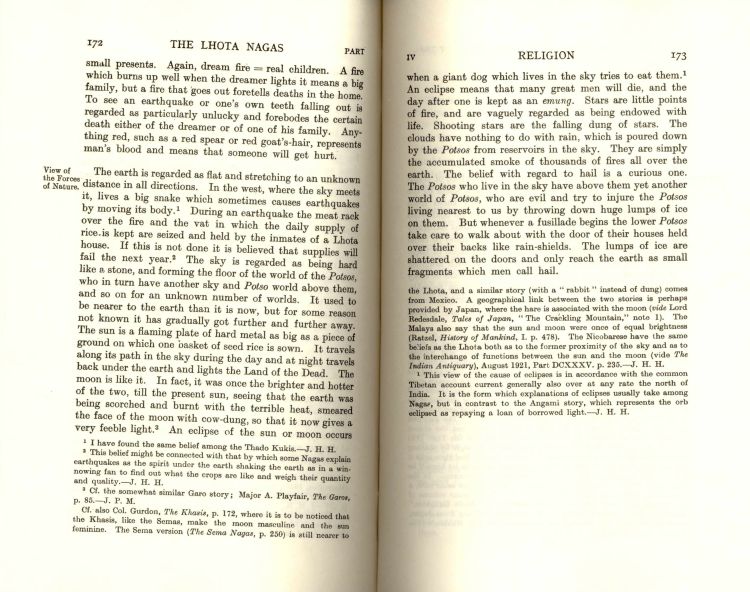 172 THE LHOTA NAGAS PART
small presents. Again, dream fire = real children. A fire
which burns up well when the dreamer lights it means a big
family, but a fire that goes out foretells deaths in the home.
To see an earthquake or one's own teeth falling out is
regarded as particularly unlucky and forebodes the certain
death either of the dreamer or of one of his family. Any-
thing red, such as a red spear or red goat's-hair, represents
man's blood and means that someone will get hurt.
View of
the Forces
of Nature.
The earth is regarded as flat and stretching to an unknown
distance in all directions. In the west, where the sky meets
it, lives a big snake which sometimes causes earthquakes
by moving its body.¹ During an earthquake the meat rack
over the fire and the vat in which the daily supply of
rice is kept are seized and held by the inmates of a Lhota
house. If this is not done it is believed that supplies will
fail the next year.² The sky is regarded as being hard
like a stone, and forming the floor of the world of the Potsos,
who in turn have another sky and Potso world above them,
and so on for an unknown number of worlds. It used to
be nearer to the earth than it is now, but for some reason
not known it has gradually got further and further away.
The sun is a flaming plate of hard metal as big as a piece of
ground on which one basket of seed rice is sown. It travels
along its path in the sky during the day and at night travels
back under the earth and lights the Land of the Dead. The
moon is like it. In fact, it was once the brighter and hotter
of the two, till the present sun, seeing that the earth was
being scorched and burnt with the terrible heat, smeared
the face of the moon with cow-dung, so that it now gives a
very feeble light.³ An eclipse of the sun or moon occurs
¹ I have found the same belief among the Thado Kukis.—J. H. H.
² This belief might be connected with that by which some Nagas explain
earthquakes as the spirit under the earth shaking the earth as in a win-
nowing fan to find out what the crops are like and weigh their quantity
and quality.—J. H. H.
³ Cf. the somewhat similar Garo story; Major A. Playfair, The Garos,
p. 85.—J. P. M.
Cf. also Col. Gurdon, The Khasis, p. 172, where it is to be noticed that
the Khasis, like the Semas, make the moon masculine and the sun
feminine. The Sema version (The Sema Nagas, p. 250) is still nearer to
IV RELIGION 173
when a giant dog which lives in the sky tries to eat them.¹
An eclipse means that many great men will die, and the
day after one is kept as an emung. Stars are little points
of fire, and are vaguely regarded as being endowed with
life. Shooting stars are the falling dung of stars. The
clouds have nothing to do with rain, which is poured down
by the Potsos from reservoirs in the sky. They are simply
the accumulated smoke of thousands of fires all over the
earth. The belief with regard to hail is a curious one.
The Potsos who live in the sky have above them yet another
world of Potsos, who are evil and try to injure the Potsos
living nearest to us by throwing down huge lumps of ice
on them. But whenever a fusillade begins the lower Potsos
take care to walk about with the door of their houses held
over their backs like rain-shields. The lumps of ice are
shattered on the doors and only reach the earth as small
fragments which men call hail.
the Lhota, and a similar story (with a "rabbit" instead of dung) comes
from Mexico. A geographical link between the two stories is perhaps
provided by Japan, where the hare is associated with the moon (vide Lord
Redesdale, Tales of Japan, "The Crackling Mountain," note 1). The
Malays also say that the sun and moon were once of equal brightness
(Ratzel, History of Mankind, I. p. 478). The Nicobarese have the same
beliefs as the Lhota both as to the former proximity of the sky and as to
the interchange of functions between the sun and the moon (vide The
Indian Antiquary), August 1921, Part DCXXXV. p. 235.—J. H. H.
¹ This view of the cause of eclipses is in accordance with the common
Tibetan account current generally also over at any rate the north of
India. It is the form which explanations of eclipses usually take among
Nagas, but in contrast to the Angami story, which represents the orb
eclipsed as repaying a loan of borrowed light.—J. H. H.